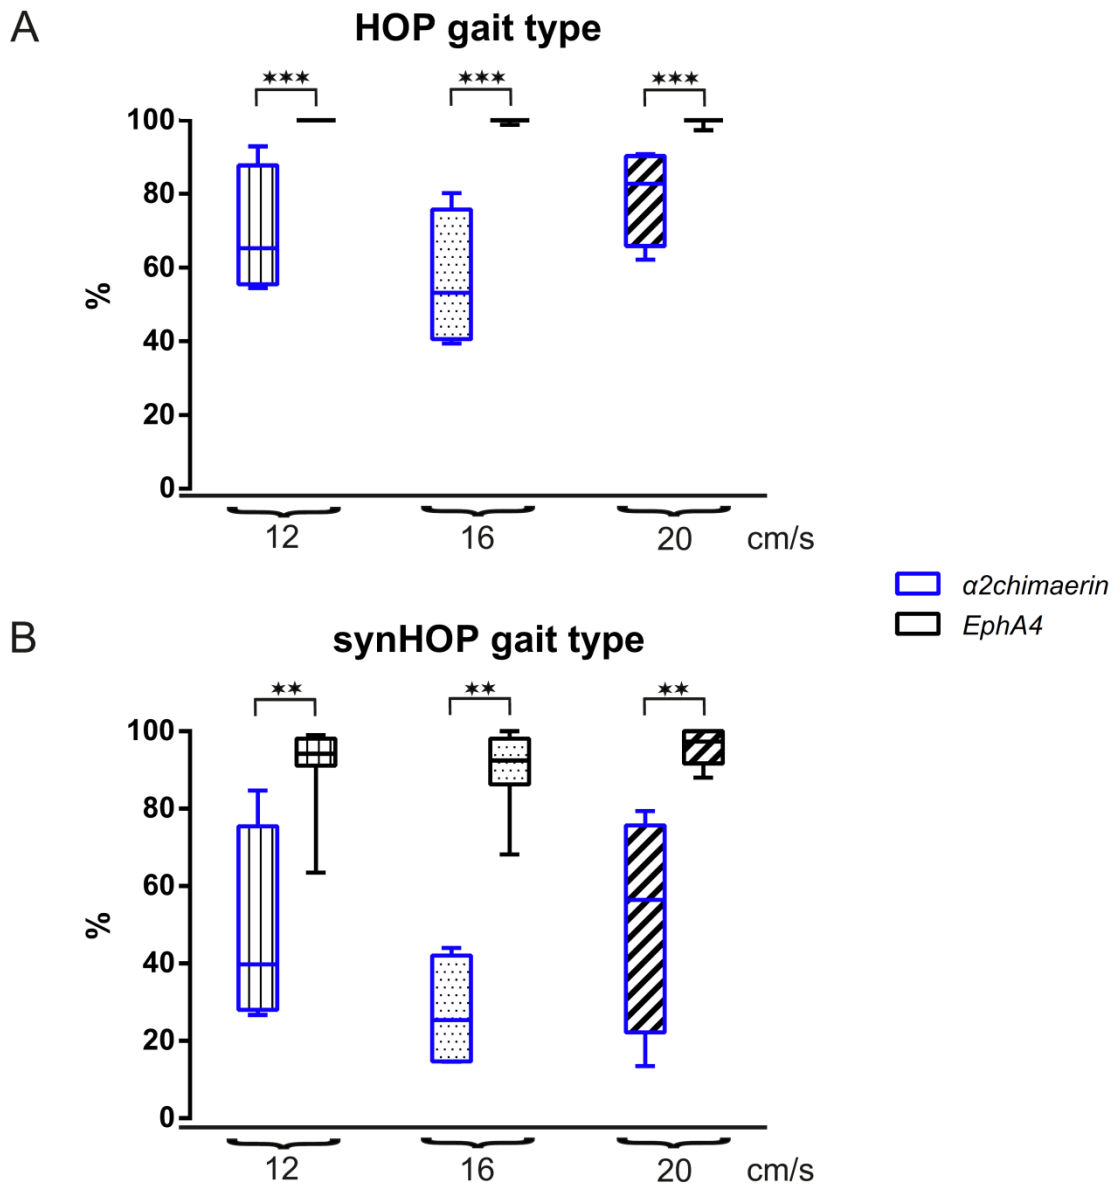 A
HOP gait type
✶✶✶ ✶✶✶ ✶✶✶
100
80
60
40
20
0
%
12 16 20 cm/s
α2chimaerin
EphA4
B
synHOP gait type
✶✶ ✶✶ ✶✶
100
80
60
40
20
0
%
12 16 20 cm/s